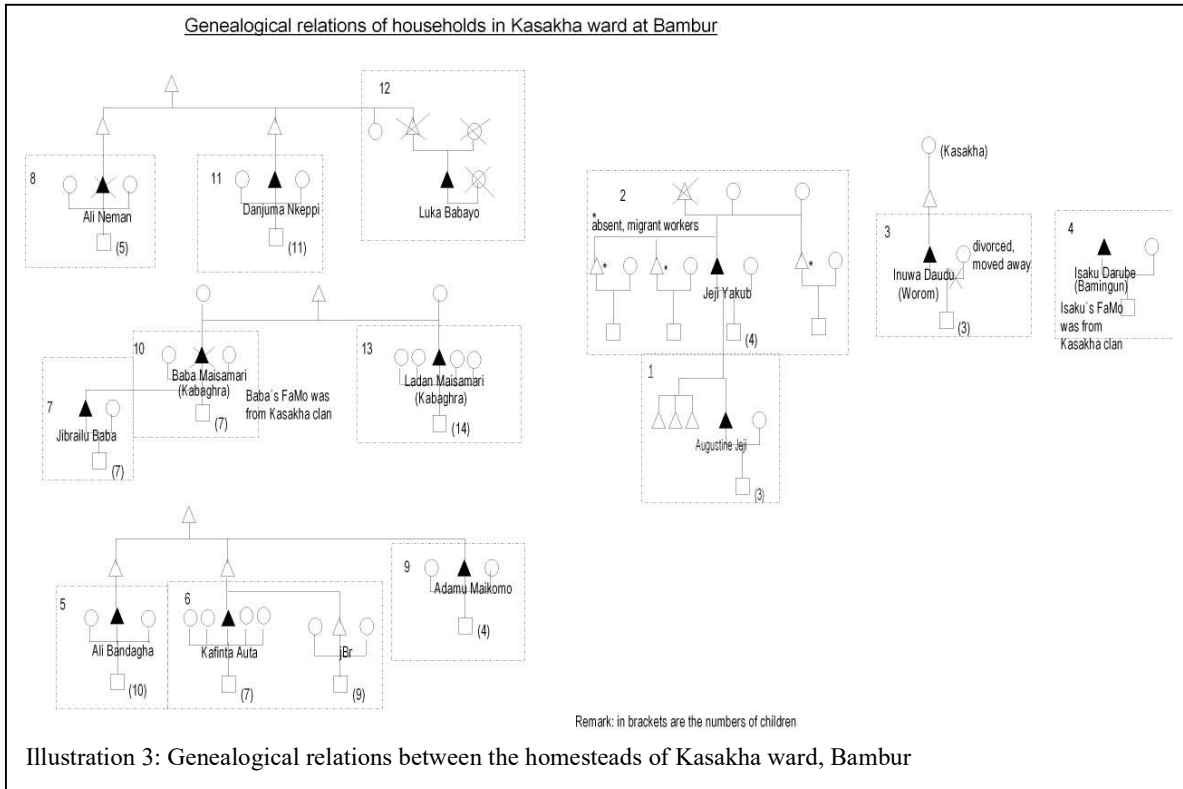 Genealogical relations of households in Kasakha ward at Bambur
12
8
Ali Neman
(5)
11
Danjuma Nkeppi
(11)
Luka Babayo
2
*
absent, migrant workers
*
*
Jeji Yakub
(4)
(Kasakha)
3
divorced,
moved away
Inuwa Daudu
(Worom)
(3)
4
Isaku Darube
(Bamingun)
Isaku´s FaMo
was from
Kasakha clan
10
Baba Maisamari
(Kabaghra)
(7)
Baba´s FaMo was
from Kasakha clan
13
Ladan Maisamari
(Kabaghra)
(14)
7
Jibrailu Baba
(7)
1
Augustine Jeji
(3)
5
Ali Bandagha
(10)
6
Kafinta Auta
(7)
jBr
(9)
9
Adamu Maikomo
(4)
Remark: in brackets are the numbers of children
Illustration 3: Genealogical relations between the homesteads of Kasakha ward, Bambur